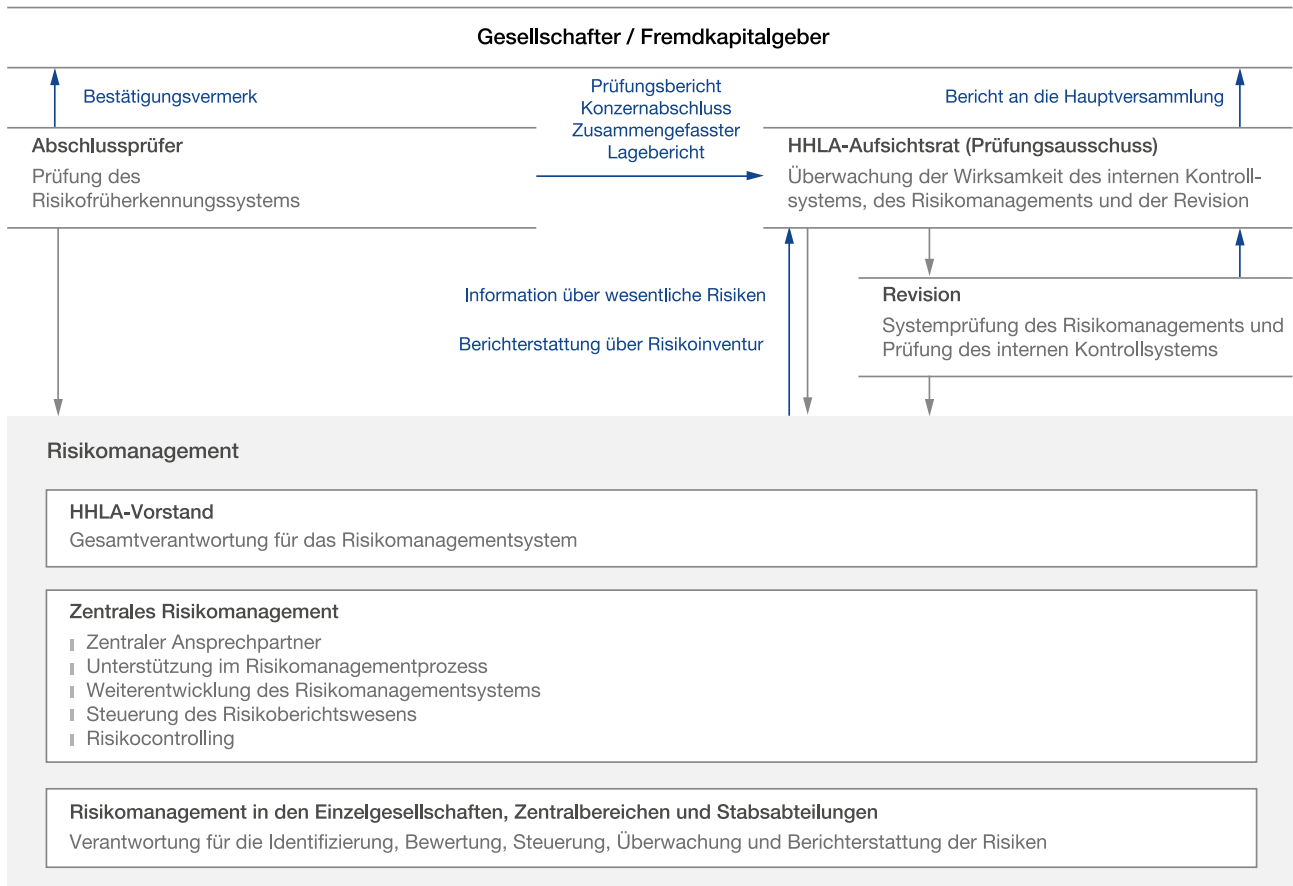 Gesellschafter / Fremdkapitalgeber
Bestätigungsvermerk
Prüfungsbericht
Konzernabschluss
Zusammengefasster
Lagebericht
Bericht an die Hauptversammlung
Abschlussprüfer
Prüfung des
Risikofrüherkennungssystems
HHLA-Aufsichtsrat (Prüfungsausschuss)
Überwachung der Wirksamkeit des internen Kontroll-
systems, des Risikomanagements und der Revision
Information über wesentliche Risiken
Berichterstattung über Risikoinventur
Revision
Systemprüfung des Risikomanagements und
Prüfung des internen Kontrollsystems
Risikomanagement
HHLA-Vorstand
Gesamtverantwortung für das Risikomanagementsystem
Zentrales Risikomanagement
Zentraler Ansprechpartner
Unterstützung im Risikomanagementprozess
Weiterentwicklung des Risikomanagementsystems
Steuerung des Risikoberichtswesens
Risikocontrolling
Risikomanagement in den Einzelgesellschaften, Zentralbereichen und Stabsabteilungen
Verantwortung für die Identifizierung, Bewertung, Steuerung, Überwachung und Berichterstattung der Risiken